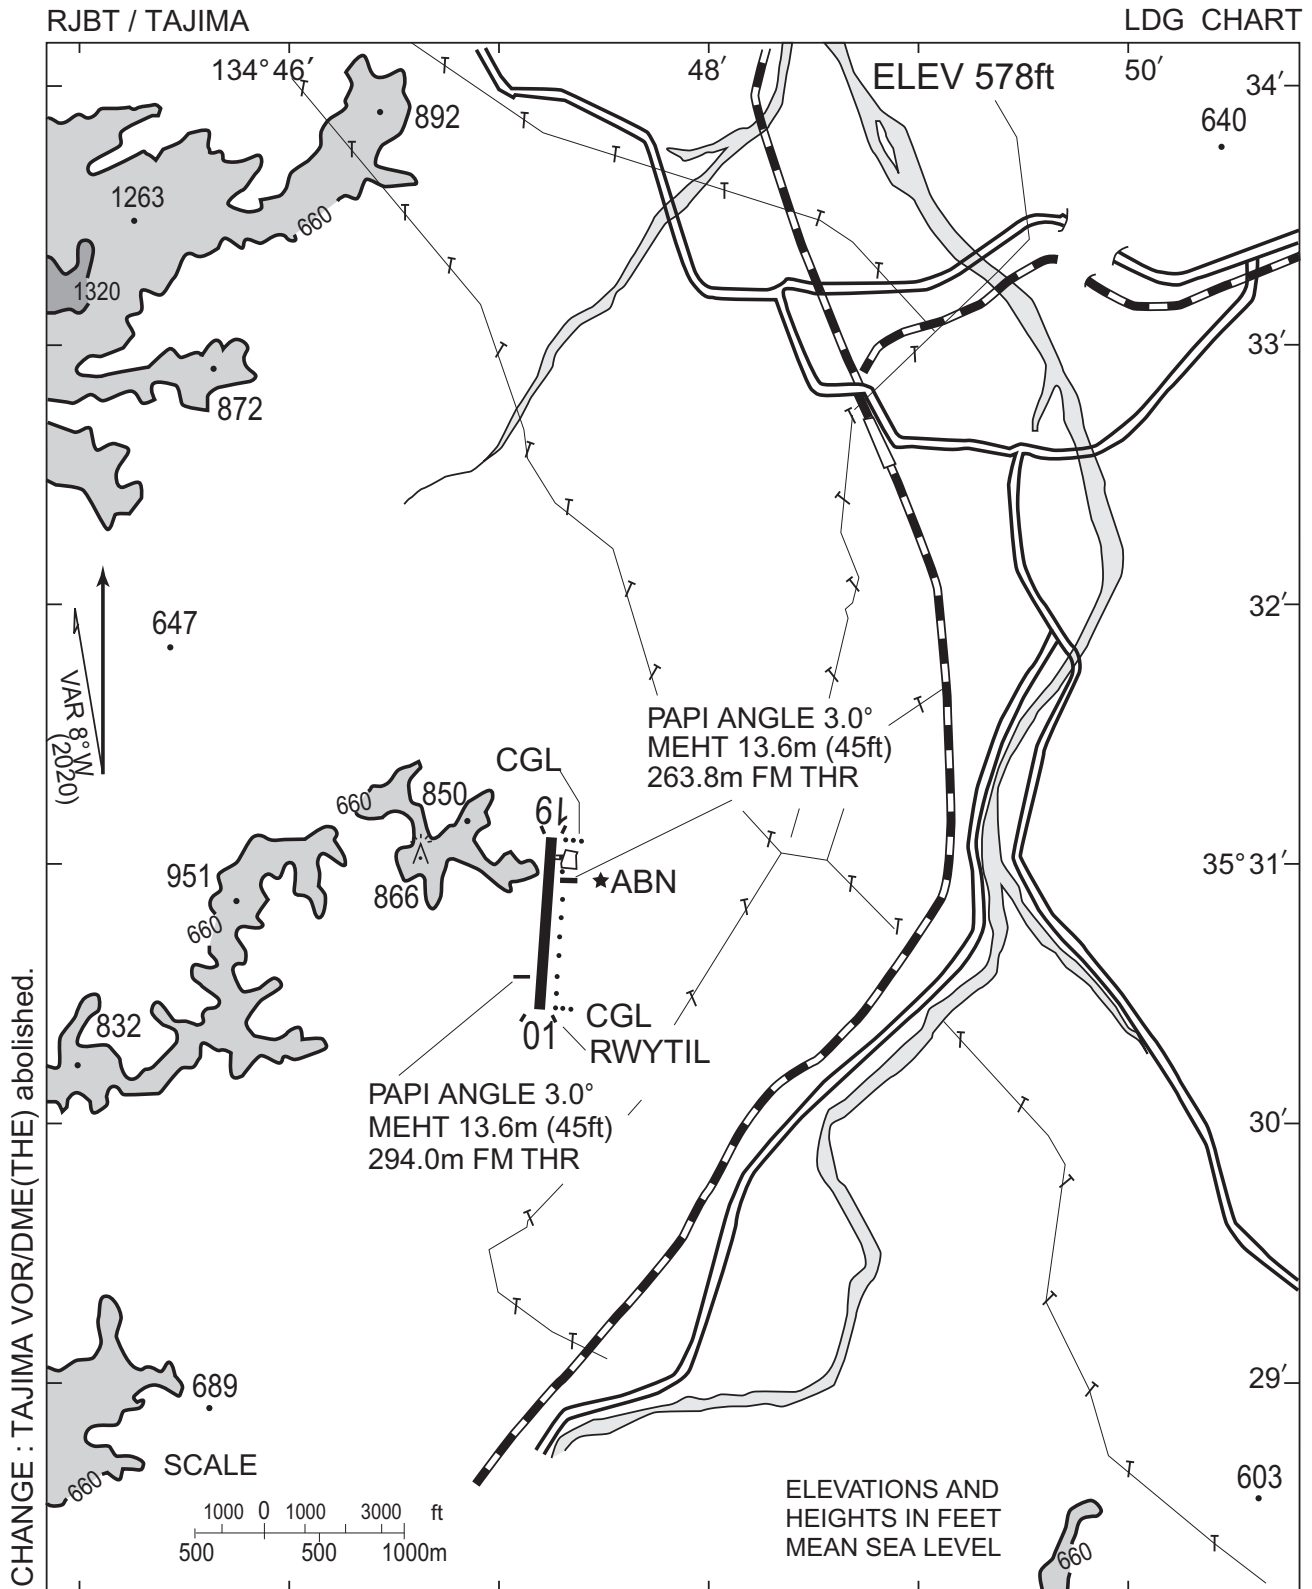 RJBT / TAJIMA
LDG CHART
134°46′
48′
50′
ELEV 578ft
34′
892
640
1263
660
1320
33′
872
32′
647
VAR 8°W
(2020)
PAPI ANGLE 3.0°
MEHT 13.6m (45ft)
263.8m FM THR
CGL
660
850
19
35°31′
951
866
ABN
660
832
CGL
01
RWYTIL
PAPI ANGLE 3.0°
MEHT 13.6m (45ft)
294.0m FM THR
30′
29′
689
SCALE
660
603
ELEVATIONS AND
HEIGHTS IN FEET
MEAN SEA LEVEL
1000 0 1000 3000 ft
500 500 1000m
660
CHANGE : TAJIMA VOR/DME(THE) abolished.